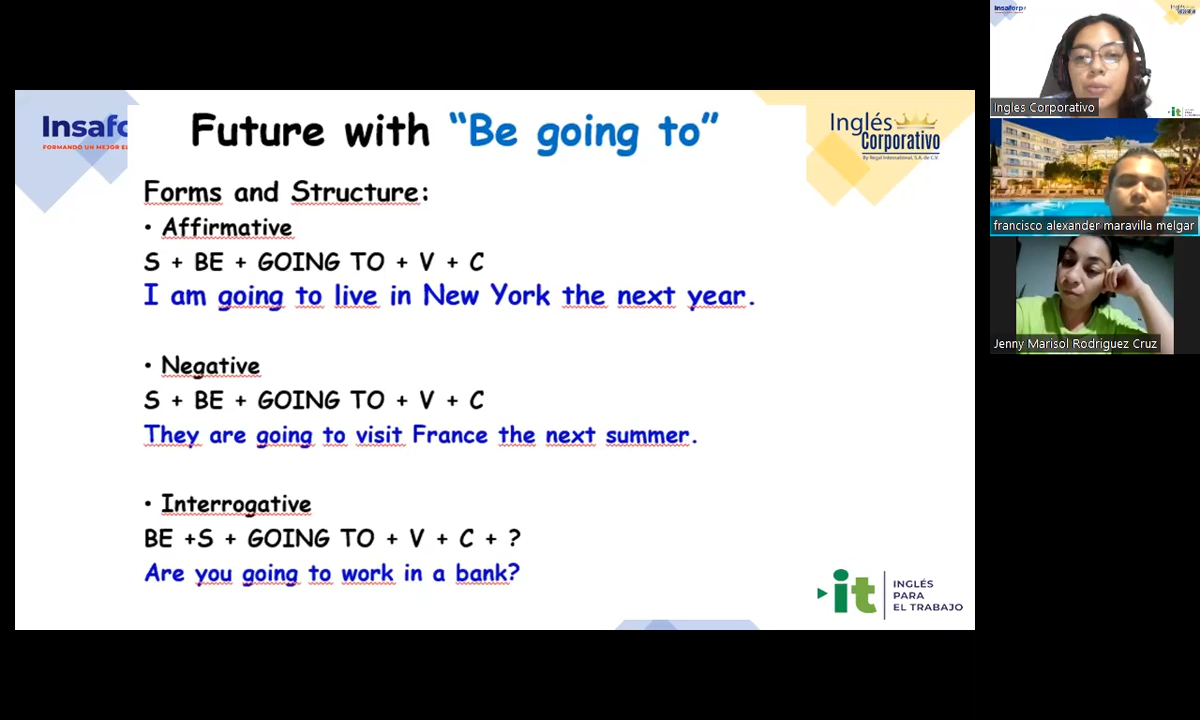 Insafo
FORMANDO UN MEJOR E
Future with "Be going to"
Inglés
Corporativo
By Regal International, S.A. de C.V.
Forms and Structure:
• Affirmative
S + BE + GOING TO + V + C
I am going to live in New York the next year.
• Negative
S + BE + GOING TO + V + C
They are going to visit France the next summer.
• Interrogative
BE +S + GOING TO + V + C + ?
Are you going to work in a bank?
it
INGLÉS
PARA
EL TRABAJO
Insaforp
Ingles Corporativo
francisco alexander maravilla melgar
Jenny Marisol Rodriguez Cruz